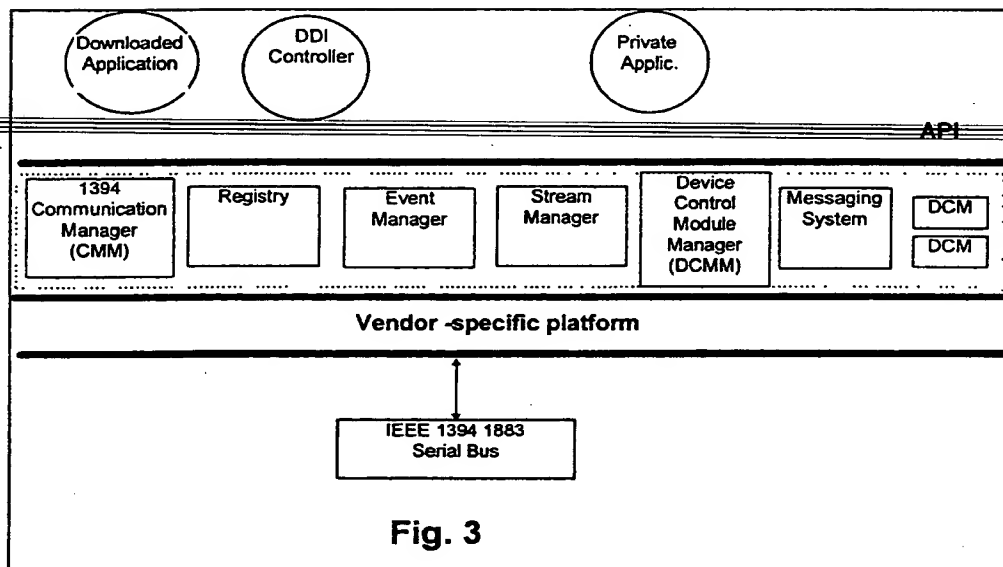 Downloaded
Application
DDI
Controller
Private
Applic.
API
1394
Communication
Manager
(CMM)
Registry
Event
Manager
Stream
Manager
Device
Control
Module
Manager
(DCMM)
Messaging
System
DCM
DCM
Vendor -specific platform
IEEE 1394 1883
Serial Bus
Fig. 3